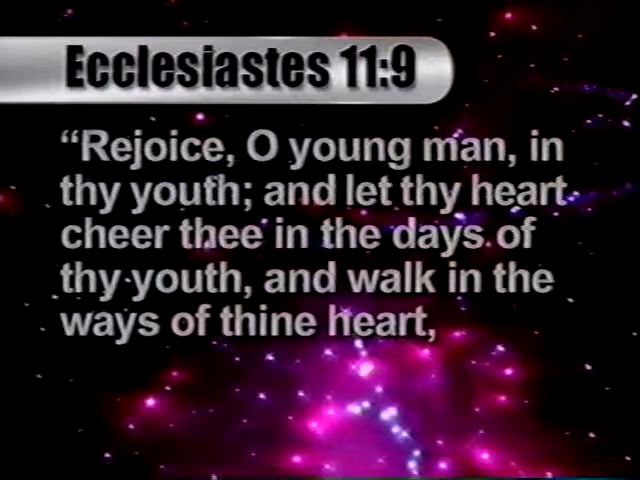 Ecclesiastes 11:9
“Rejoice, O young man, in
thy youth; and let thy heart
cheer thee in the days of
thy youth, and walk in the
ways of thine heart,